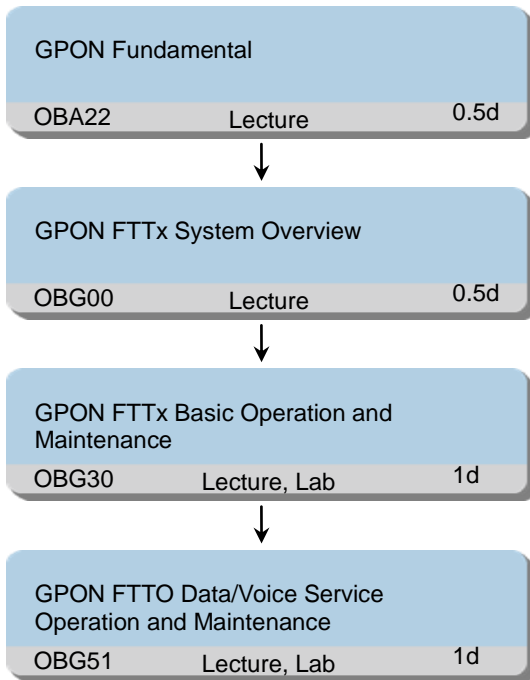 GPON Fundamental
OBA22 Lecture 0.5d
GPON FTTx System Overview
OBG00 Lecture 0.5d
GPON FTTx Basic Operation and
Maintenance
OBG30 Lecture, Lab 1d
GPON FTTO Data/Voice Service
Operation and Maintenance
OBG51 Lecture, Lab 1d